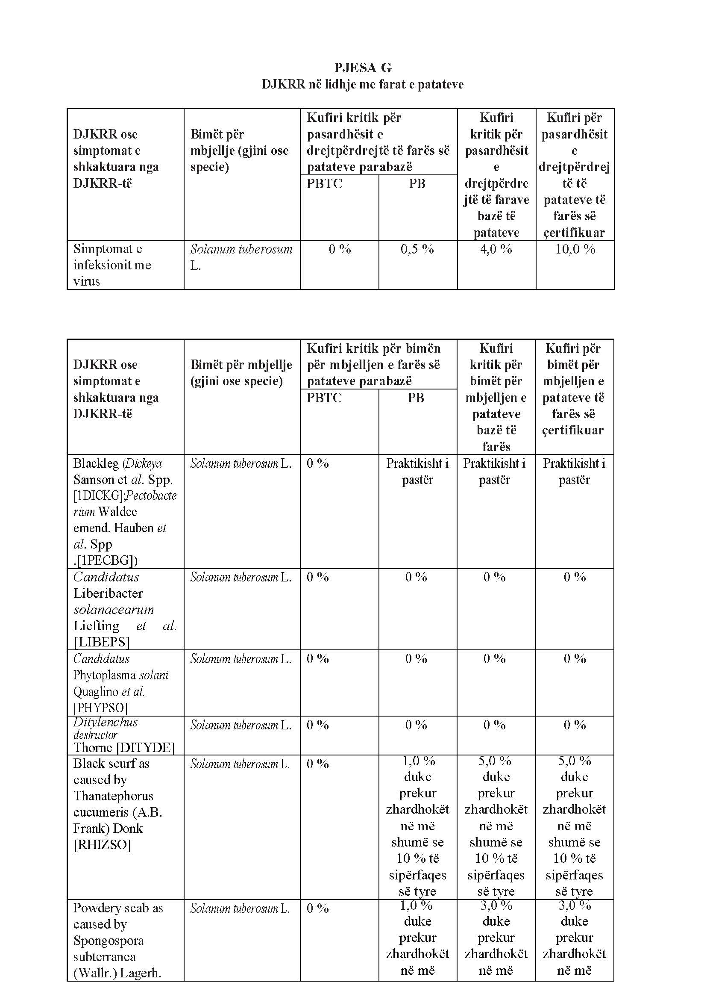 PJESA G
DJKRR në lidhje me farat e patateve
DJKRR ose
simptomat e
shkaktuara nga
DJKRR-të
Bimët për
mbjellje (gjini ose
specie)
Kufiri kritik për
pasardhësit e
drejtpërdrejtë të farës së
patateve parabazë
PBTC
PB
Kufiri
kritik për
pasardhësit
e
drejtpërdre
jtë të farave
bazë të
patateve
Kufiri për
pasardhësit
e
drejtpërdrej
të të
patateve të
farës së
çertifikuar
Simptomat e
infeksionit me
virus
Solanum tuberosum
L.
0 %
0,5 %
4,0 %
10,0 %
DJKRR ose
simptomat e
shkaktuara nga
DJKRR-të
Bimët për mbjellje
(gjini ose specie)
Kufiri kritik për bimën
për mbjelljen e farës së
patateve parabazë
PBTC
PB
Kufiri
kritik për
bimët për
mbjelljen e
patateve
bazë të
farës
Kufiri për
bimët për
mbjelljen e
patateve të
farës së
çertifikuar
Blackleg (Dickeya
Samson et al. Spp.
[1DICKG];Pectobacte
rium Waldee
emend. Hauben et
al. Spp
.[1PECBG])
Solanum tuberosum L.
0 %
Praktikisht i
pastër
Praktikisht i
pastër
Praktikisht i
pastër
Candidatus
Liberibacter
solanacearum
Liefting et al.
[LIBEPS]
Solanum tuberosum L.
0 %
0 %
0 %
0 %
Candidatus
Phytoplasma solani
Quaglino et al.
[PHYPSO]
Solanum tuberosum L.
0 %
0 %
0 %
0 %
Ditylenchus
destructor
Thorne [DITYDE]
Solanum tuberosum L.
0 %
0 %
0 %
0 %
Black scurf as
caused by
Thanatephorus
cucumeris (A.B.
Frank) Donk
[RHIZSO]
Solanum tuberosum L.
0 %
1,0 %
duke
prekur
zhardhokët
në më
shumë se
10 % të
sipërfaqes
së tyre
5,0 %
duke
prekur
zhardhokët
në më
shumë se
10 % të
sipërfaqes
së tyre
5,0 %
duke
prekur
zhardhokët
në më
shumë se
10 % të
sipërfaqes
së tyre
Powdery scab as
caused by
Spongospora
subterranea
(Wallr.) Lagerh.
Solanum tuberosum L.
0 %
1,0 %
duke
prekur
zhardhokët
në më
3,0 %
duke
prekur
zhardhokët
në më
3,0 %
duke
prekur
zhardhokët
në më